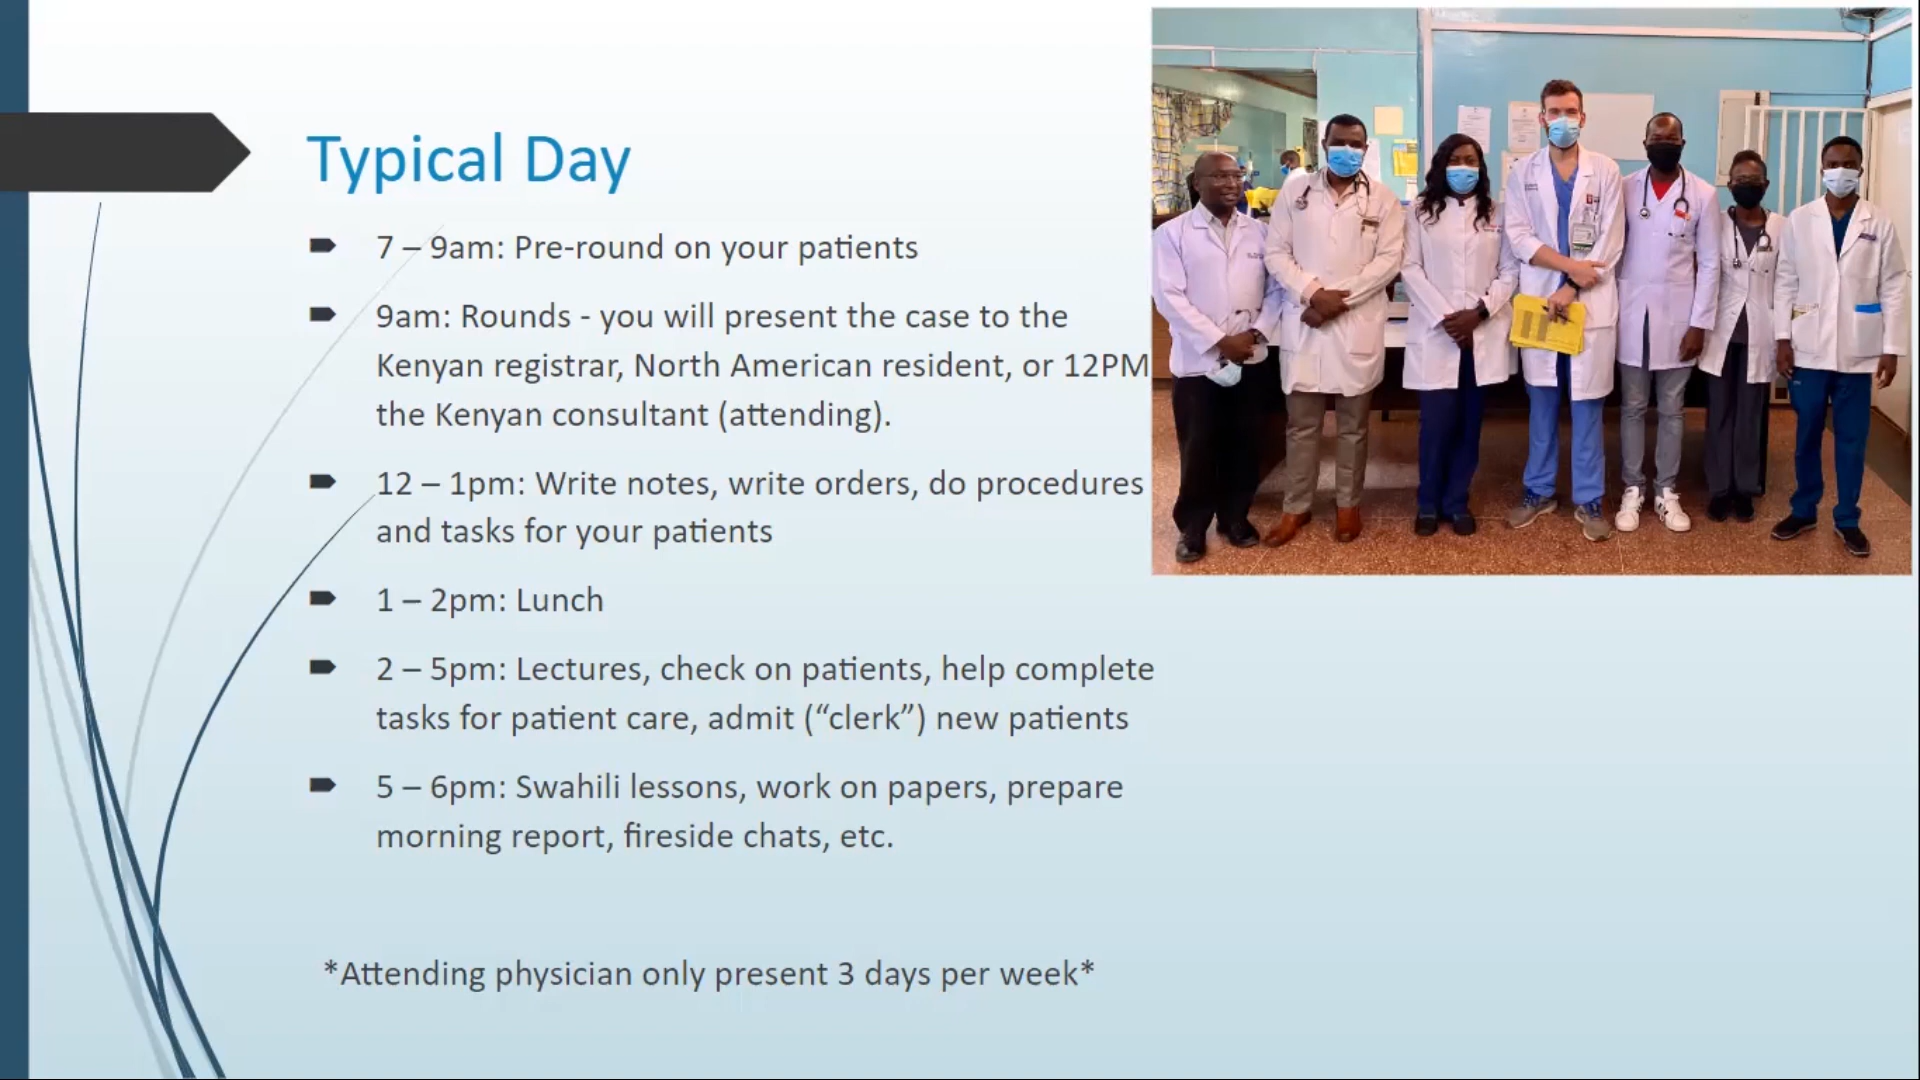 Typical Day
7 – 9am: Pre-round on your patients
9am: Rounds - you will present the case to the
Kenyan registrar, North American resident, or 12PM
the Kenyan consultant (attending).
12 – 1pm: Write notes, write orders, do procedures
and tasks for your patients
1 – 2pm: Lunch
2 – 5pm: Lectures, check on patients, help complete
tasks for patient care, admit (“clerk”) new patients
5 – 6pm: Swahili lessons, work on papers, prepare
morning report, fireside chats, etc.
*Attending physician only present 3 days per week*